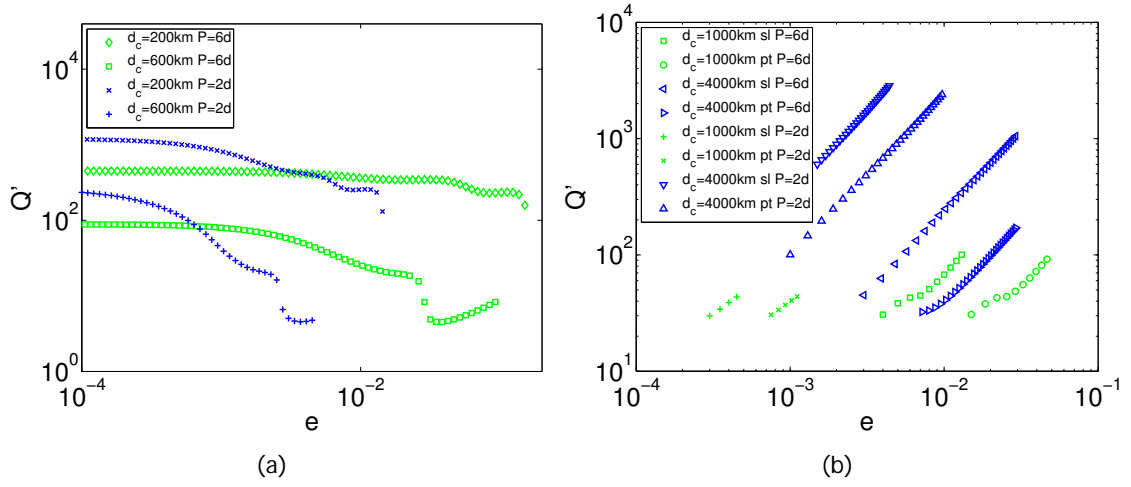 10^4
10^2
10^0
Q'
10^-4
10^-2
e
d_c=200km P=6d
d_c=600km P=6d
d_c=200km P=2d
d_c=600km P=2d
(a)
10^4
10^3
10^2
10^1
Q'
10^-4
10^-3
10^-2
10^-1
e
d_c=1000km sl P=6d
d_c=1000km pt P=6d
d_c=4000km sl P=6d
d_c=4000km pt P=6d
d_c=1000km sl P=2d
d_c=1000km pt P=2d
d_c=4000km sl P=2d
d_c=4000km pt P=2d
(b)